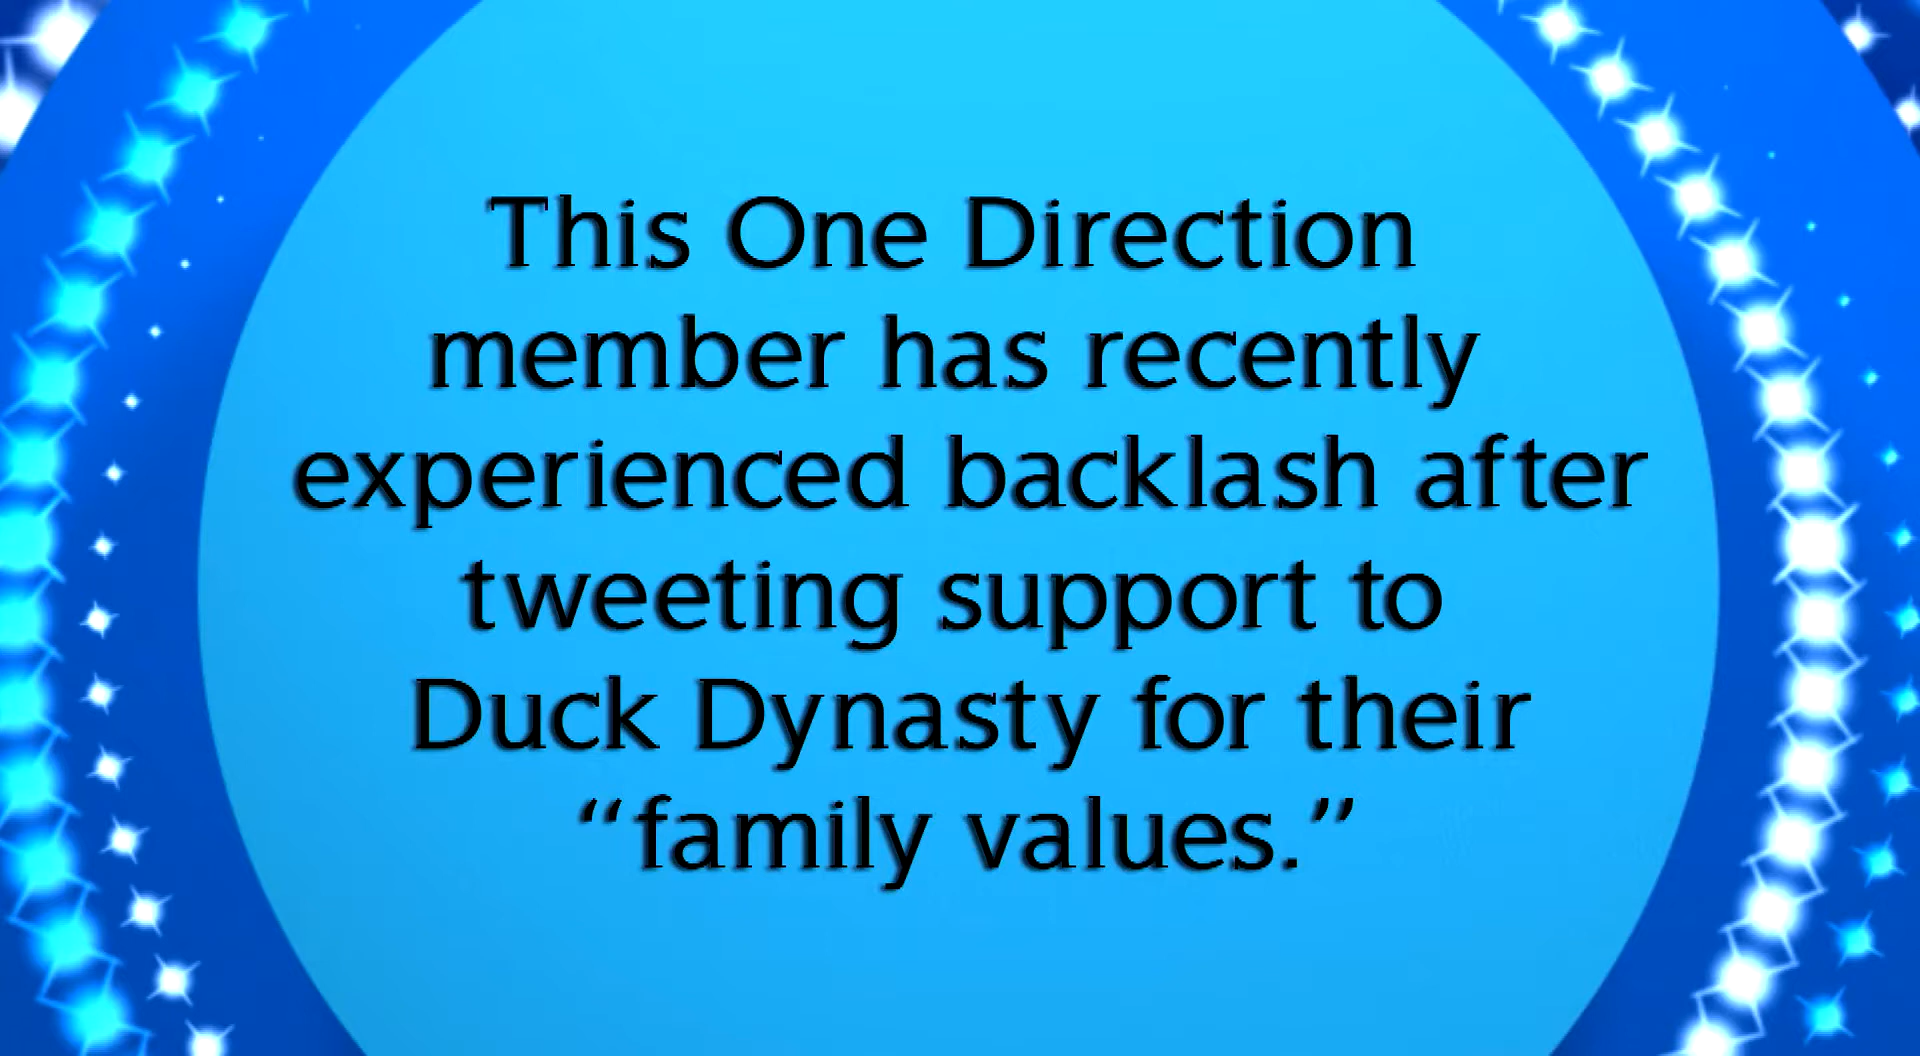 This One Direction
member has recently
experienced backlash after
tweeting support to
Duck Dynasty for their
“family values.”